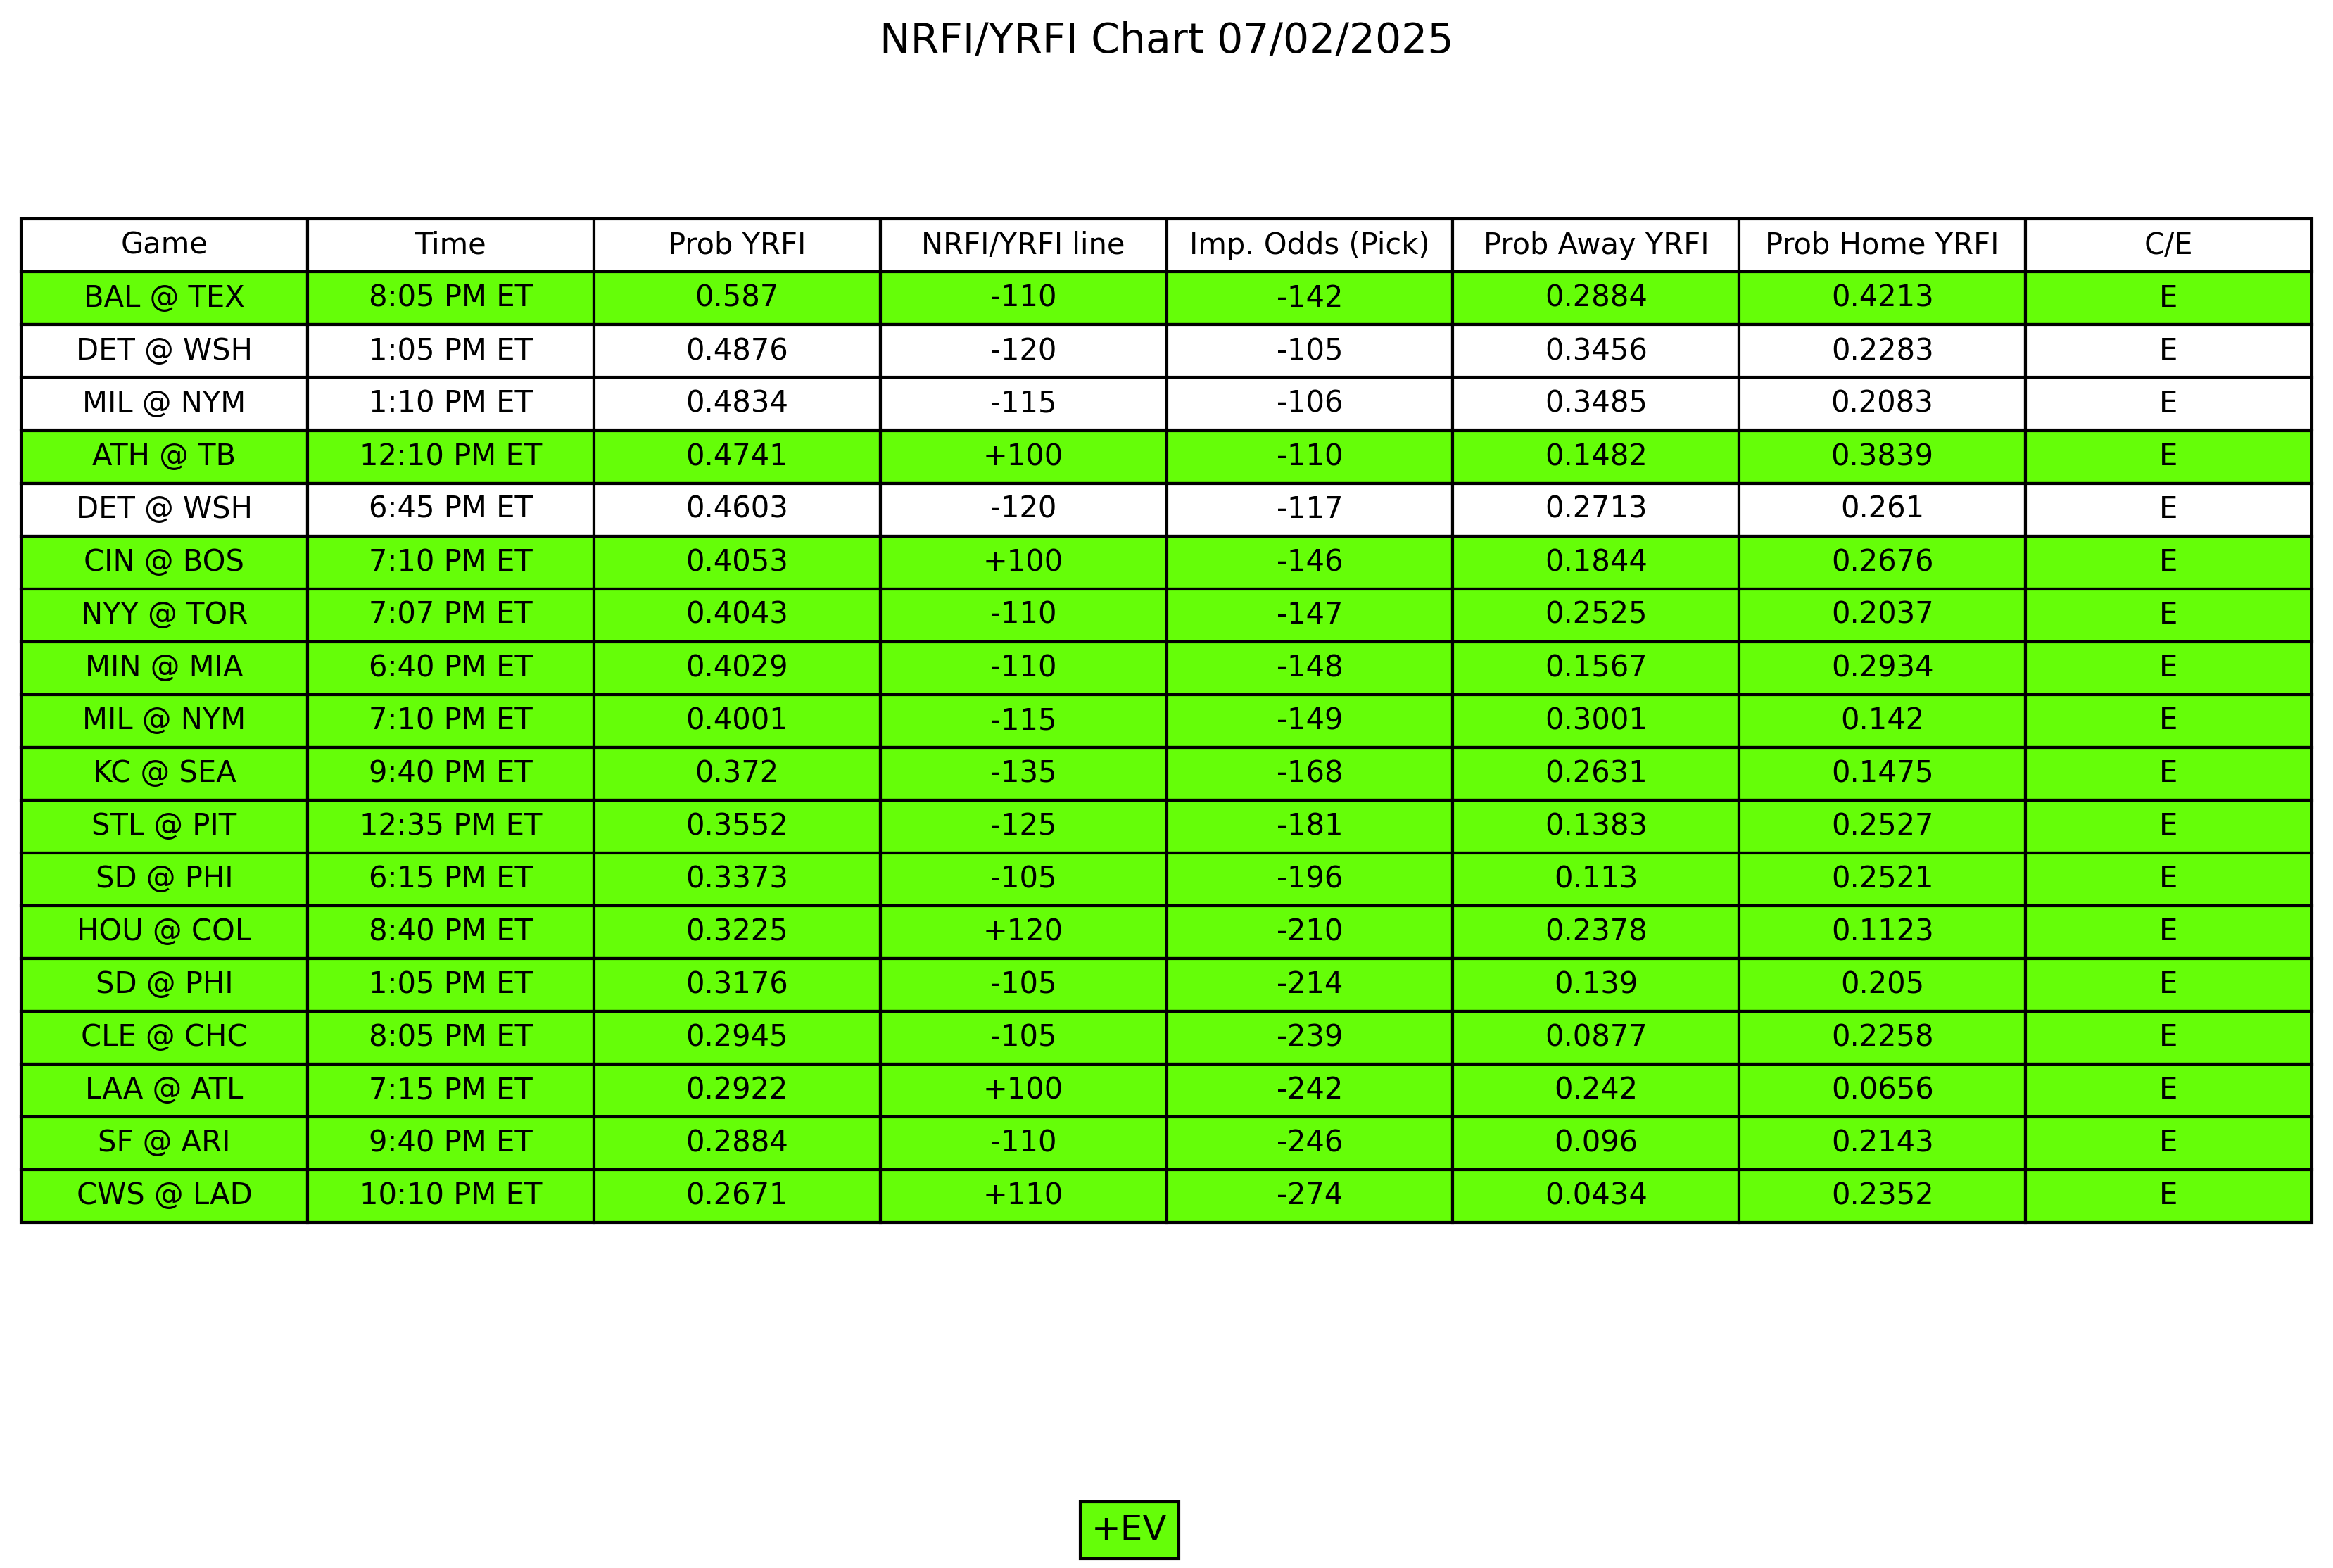 NRFI/YRFI Chart 07/02/2025
Game Time Prob YRFI NRFI/YRFI line Imp. Odds (Pick) Prob Away YRFI Prob Home YRFI C/E
BAL @ TEX 8:05 PM ET 0.587 -110 -142 0.2884 0.4213 E
DET @ WSH 1:05 PM ET 0.4876 -120 -105 0.3456 0.2283 E
MIL @ NYM 1:10 PM ET 0.4834 -115 -106 0.3485 0.2083 E
ATH @ TB 12:10 PM ET 0.4741 +100 -110 0.1482 0.3839 E
DET @ WSH 6:45 PM ET 0.4603 -120 -117 0.2713 0.261 E
CIN @ BOS 7:10 PM ET 0.4053 +100 -146 0.1844 0.2676 E
NYY @ TOR 7:07 PM ET 0.4043 -110 -147 0.2525 0.2037 E
MIN @ MIA 6:40 PM ET 0.4029 -110 -148 0.1567 0.2934 E
MIL @ NYM 7:10 PM ET 0.4001 -115 -149 0.3001 0.142 E
KC @ SEA 9:40 PM ET 0.372 -135 -168 0.2631 0.1475 E
STL @ PIT 12:35 PM ET 0.3552 -125 -181 0.1383 0.2527 E
SD @ PHI 6:15 PM ET 0.3373 -105 -196 0.113 0.2521 E
HOU @ COL 8:40 PM ET 0.3225 +120 -210 0.2378 0.1123 E
SD @ PHI 1:05 PM ET 0.3176 -105 -214 0.139 0.205 E
CLE @ CHC 8:05 PM ET 0.2945 -105 -239 0.0877 0.2258 E
LAA @ ATL 7:15 PM ET 0.2922 +100 -242 0.242 0.0656 E
SF @ ARI 9:40 PM ET 0.2884 -110 -246 0.096 0.2143 E
CWS @ LAD 10:10 PM ET 0.2671 +110 -274 0.0434 0.2352 E
+EV